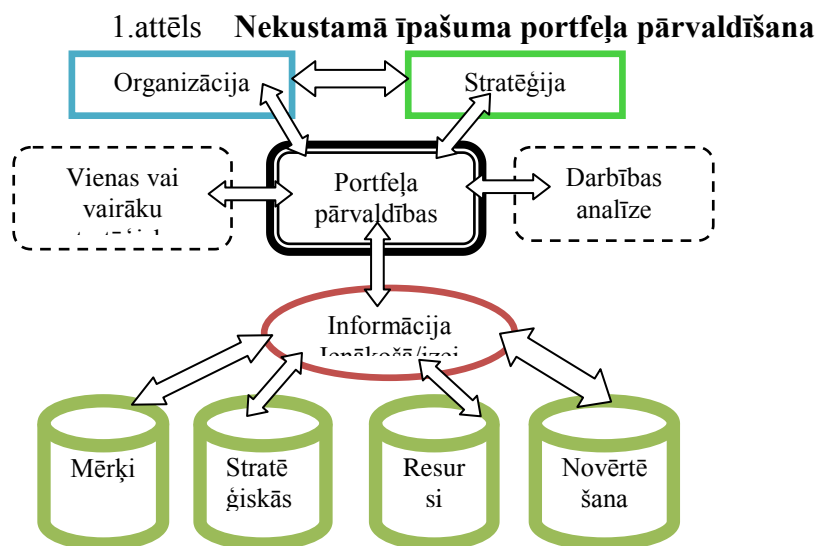 1.attēls Nekustamā īpašuma portfeļa pārvaldīšana
Organizācija
Stratēģija
Vienas vai
vairāku
Portfeļa
pārvaldības
Darbības
analīze
Informācija
Mērķi
Stratē
ģiskās
Resur
si
Novērtē
šana